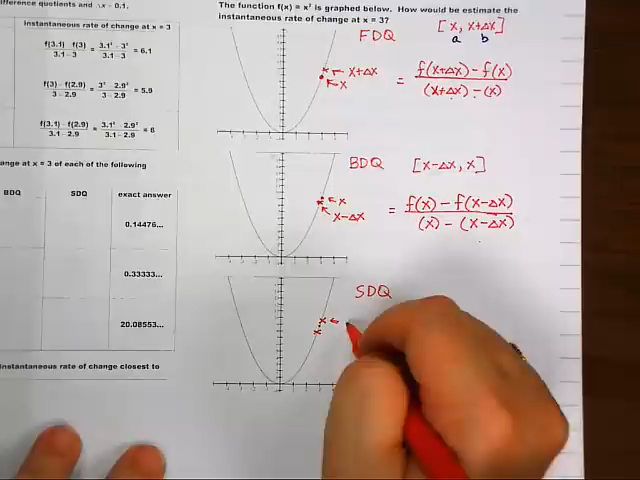 ifference quotients and
x − 0.1.
Instantaneous rate of change at x = 3
f(3.1) f(3) = 3.1² − 3² = 6.1
3.1 − 3 3.1 − 3
f(3) − f(2.9) = 3² 2.9² = 5.9
3 − 2.9 3 − 2.9
f(3.1) − f(2.9) = 3.1² 2.9² = 6
3.1 − 2.9 3.1 − 2.9
ange at x = 3 of each of the following
BDQ SDQ exact answer
0.14476...
0.33333...
20.08553...
instantaneous rate of change closest to
The function f(x) = x² is graphed below. How would be estimate the
instantaneous rate of change at x = 3?
FDQ [x, x+Δx]
a b
x+Δx
x
= f(x+Δx) − f(x)
(x+Δx) − (x)
BDQ [x−Δx, x]
x
x−Δx
= f(x) − f(x−Δx)
(x) − (x−Δx)
SDQ